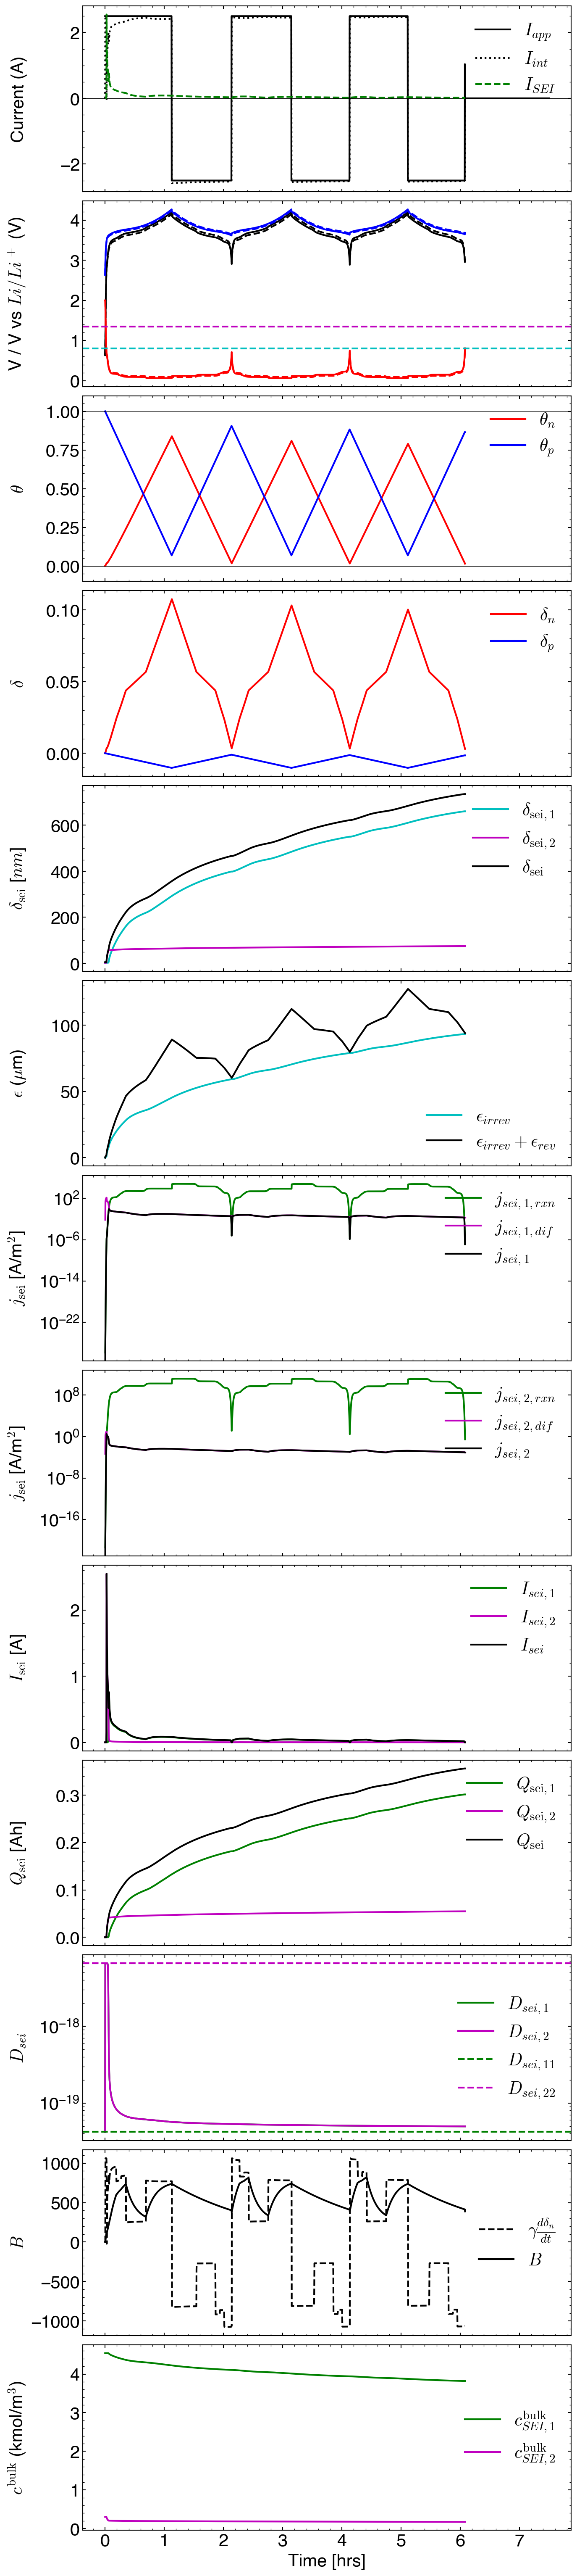 Current (A)
2
0
−2
I_app
I_int
I_SEI
V / V vs Li/Li⁺ (V)
4
3
2
1
0
θ
1.00
0.75
0.50
0.25
0.00
θ_n
θ_p
δ
0.10
0.05
0.00
δ_n
δ_p
δ_sei [nm]
600
400
200
0
δ_sei,1
δ_sei,2
δ_sei
ϵ (μm)
100
50
0
ϵ_irrev
ϵ_irrev + ϵ_rev
j_sei [A/m²]
10²
10⁻⁶
10⁻¹⁴
10⁻²²
j_sei,1,rxn
j_sei,1,dif
j_sei,1
j_sei [A/m²]
10⁸
10⁰
10⁻⁸
10⁻¹⁶
j_sei,2,rxn
j_sei,2,dif
j_sei,2
I_sei [A]
2
1
0
I_sei,1
I_sei,2
I_sei
Q_sei [Ah]
0.3
0.2
0.1
0.0
Q_sei,1
Q_sei,2
Q_sei
D_sei
10⁻¹⁸
10⁻¹⁹
D_sei,1
D_sei,2
D_sei,11
D_sei,22
B
1000
500
0
−500
−1000
γ dδ_n/dt
B
c^bulk (kmol/m³)
4
3
2
1
0
c^bulk_SEI,1
c^bulk_SEI,2
0 1 2 3 4 5 6 7
Time [hrs]